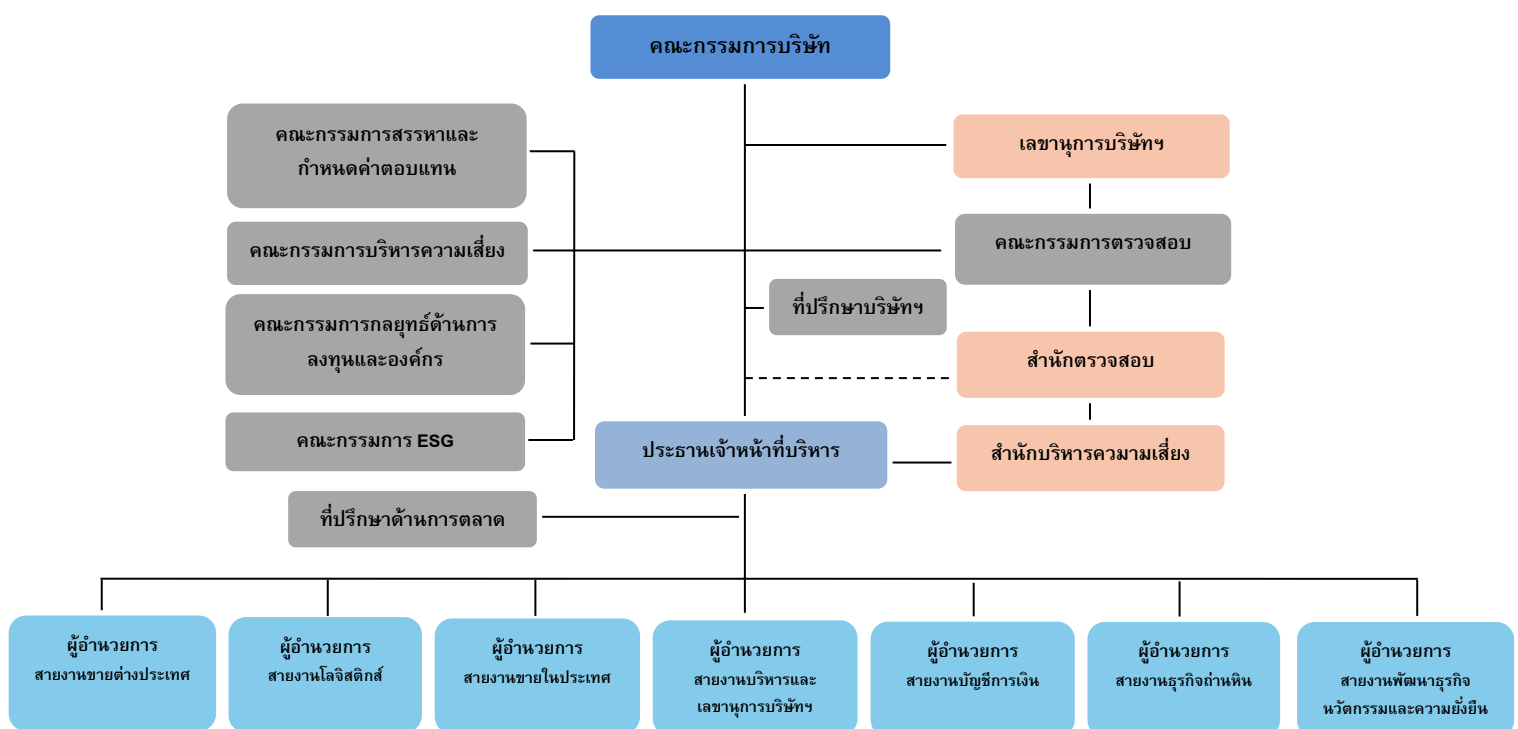 คณะกรรมการบริษัท
คณะกรรมการสรรหาและ
กำหนดค่าตอบแทน
เลขานุการบริษัทฯ
คณะกรรมการบริหารความเสี่ยง
คณะกรรมการตรวจสอบ
ที่ปรึกษาบริษัทฯ
คณะกรรมการกลยุทธ์ด้านการ
ลงทุนและองค์กร
สำนักตรวจสอบ
คณะกรรมการ ESG
ประธานเจ้าหน้าที่บริหาร
สำนักบริหารควมามเสี่ยง
ที่ปรึกษาด้านการตลาด
ผู้อำนวยการ
สายงานขายต่างประเทศ
ผู้อำนวยการ
สายงานโลจิสติกส์
ผู้อำนวยการ
สายงานขายในประเทศ
ผู้อำนวยการ
สายงานบริหารและ
เลขานุการบริษัทฯ
ผู้อำนวยการ
สายงานบัญชีการเงิน
ผู้อำนวยการ
สายงานธุรกิจถ่านหิน
ผู้อำนวยการ
สายงานพัฒนาธุรกิจ
นวัตกรรมและความยั่งยืน